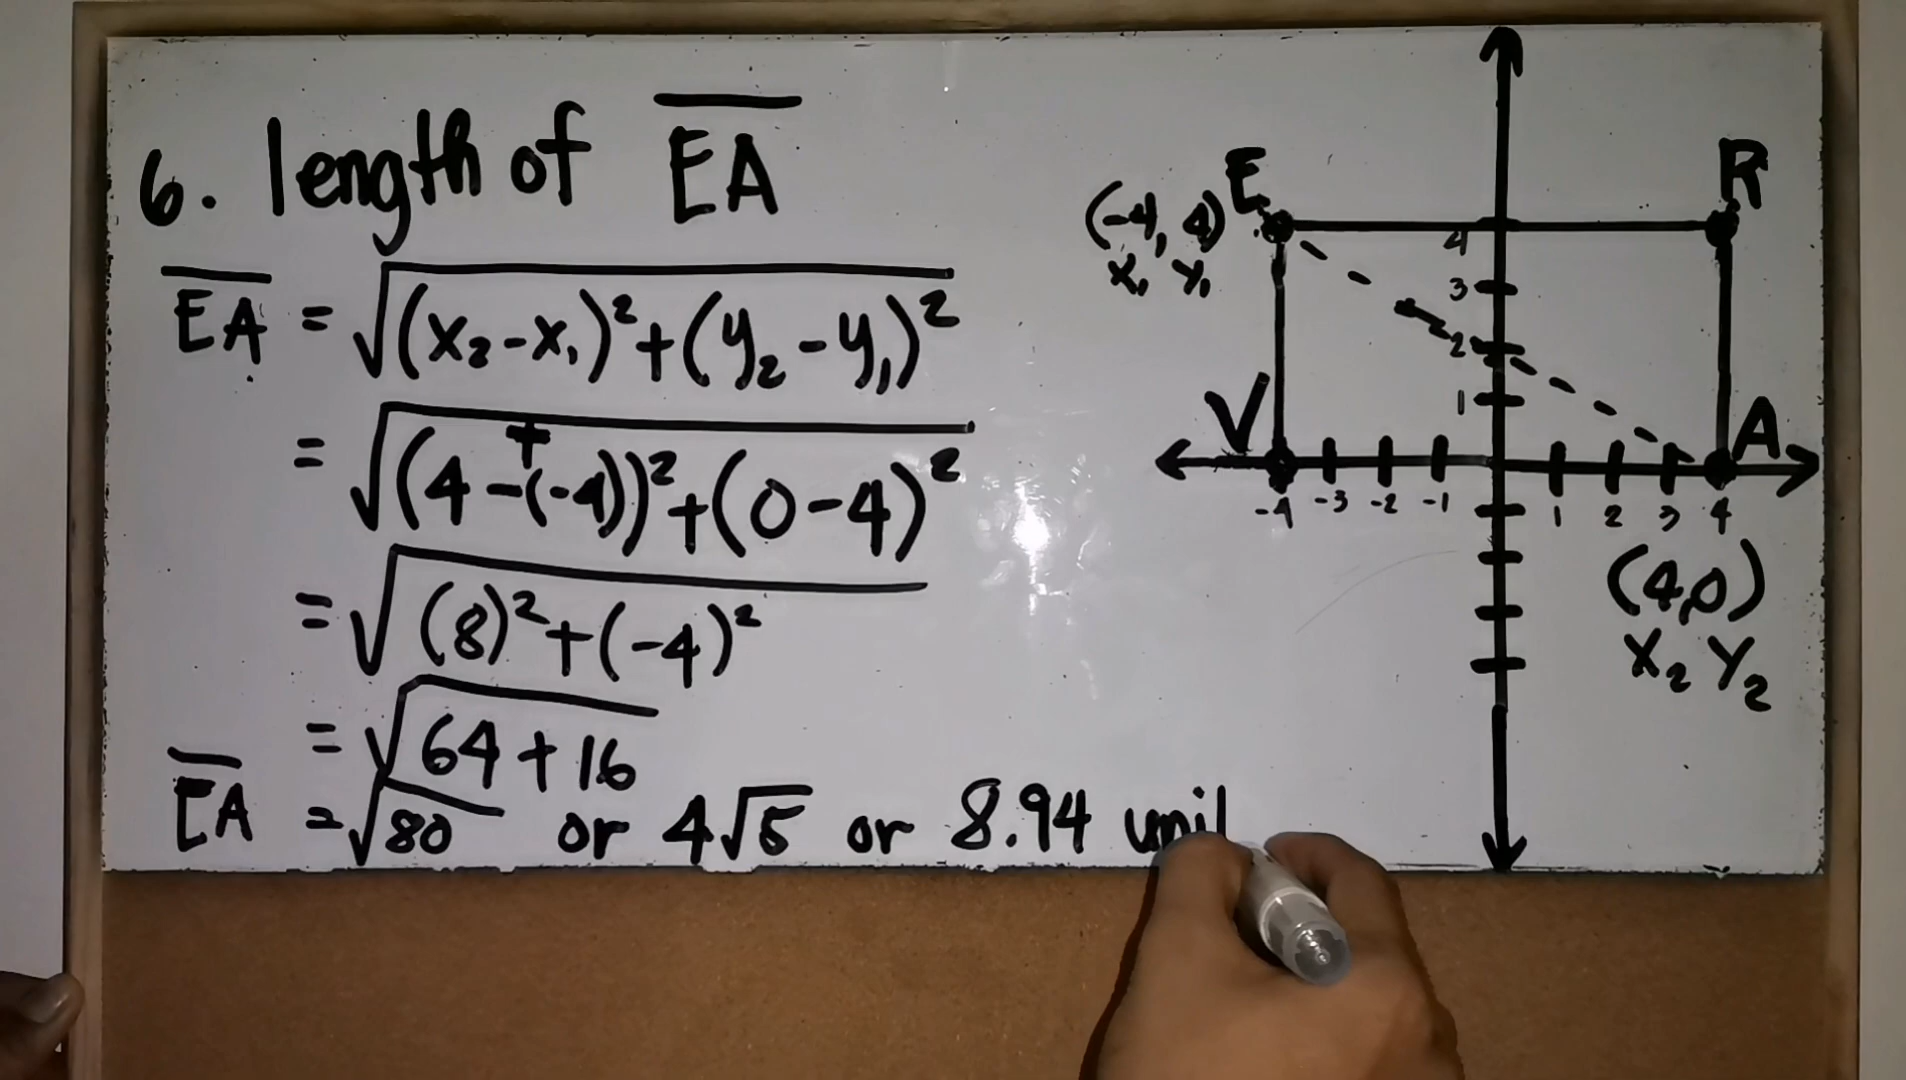 6. length of EA
EA = √(x₂-x₁)²+(y₂-y₁)²
+
= √(4-(-4))²+(0-4)²
= √(8)²+(-4)²
= √64+16
EA = √80 or 4√5 or 8.94 unit
E
R
(-4, 4)
x₁ y₁
4
3
2
1
V
A
-4 -3 -2 -1 1 2 3 4
(4,0)
X₂ Y₂